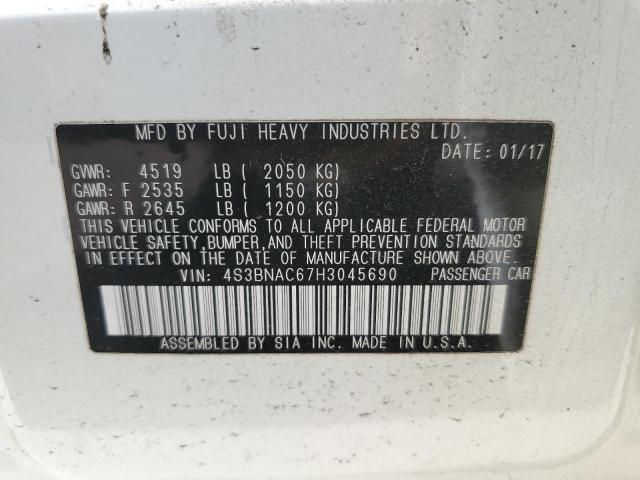 MFD BY FUJI HEAVY INDUSTRIES LTD.
DATE: 01/17
GVWR: 4519 LB ( 2050 KG)
GAWR: F 2535 LB ( 1150 KG)
GAWR: R 2645 LB ( 1200 KG)
THIS VEHICLE CONFORMS TO ALL APPLICABLE FEDERAL MOTOR
VEHICLE SAFETY,BUMPER,AND THEFT PREVENTION STANDARDS
IN EFFECT ON THE DATE OF MANUFACTURE SHOWN ABOVE.
VIN: 4S3BNAC67H3045690 PASSENGER CAR
ASSEMBLED BY SIA INC. MADE IN U.S.A.